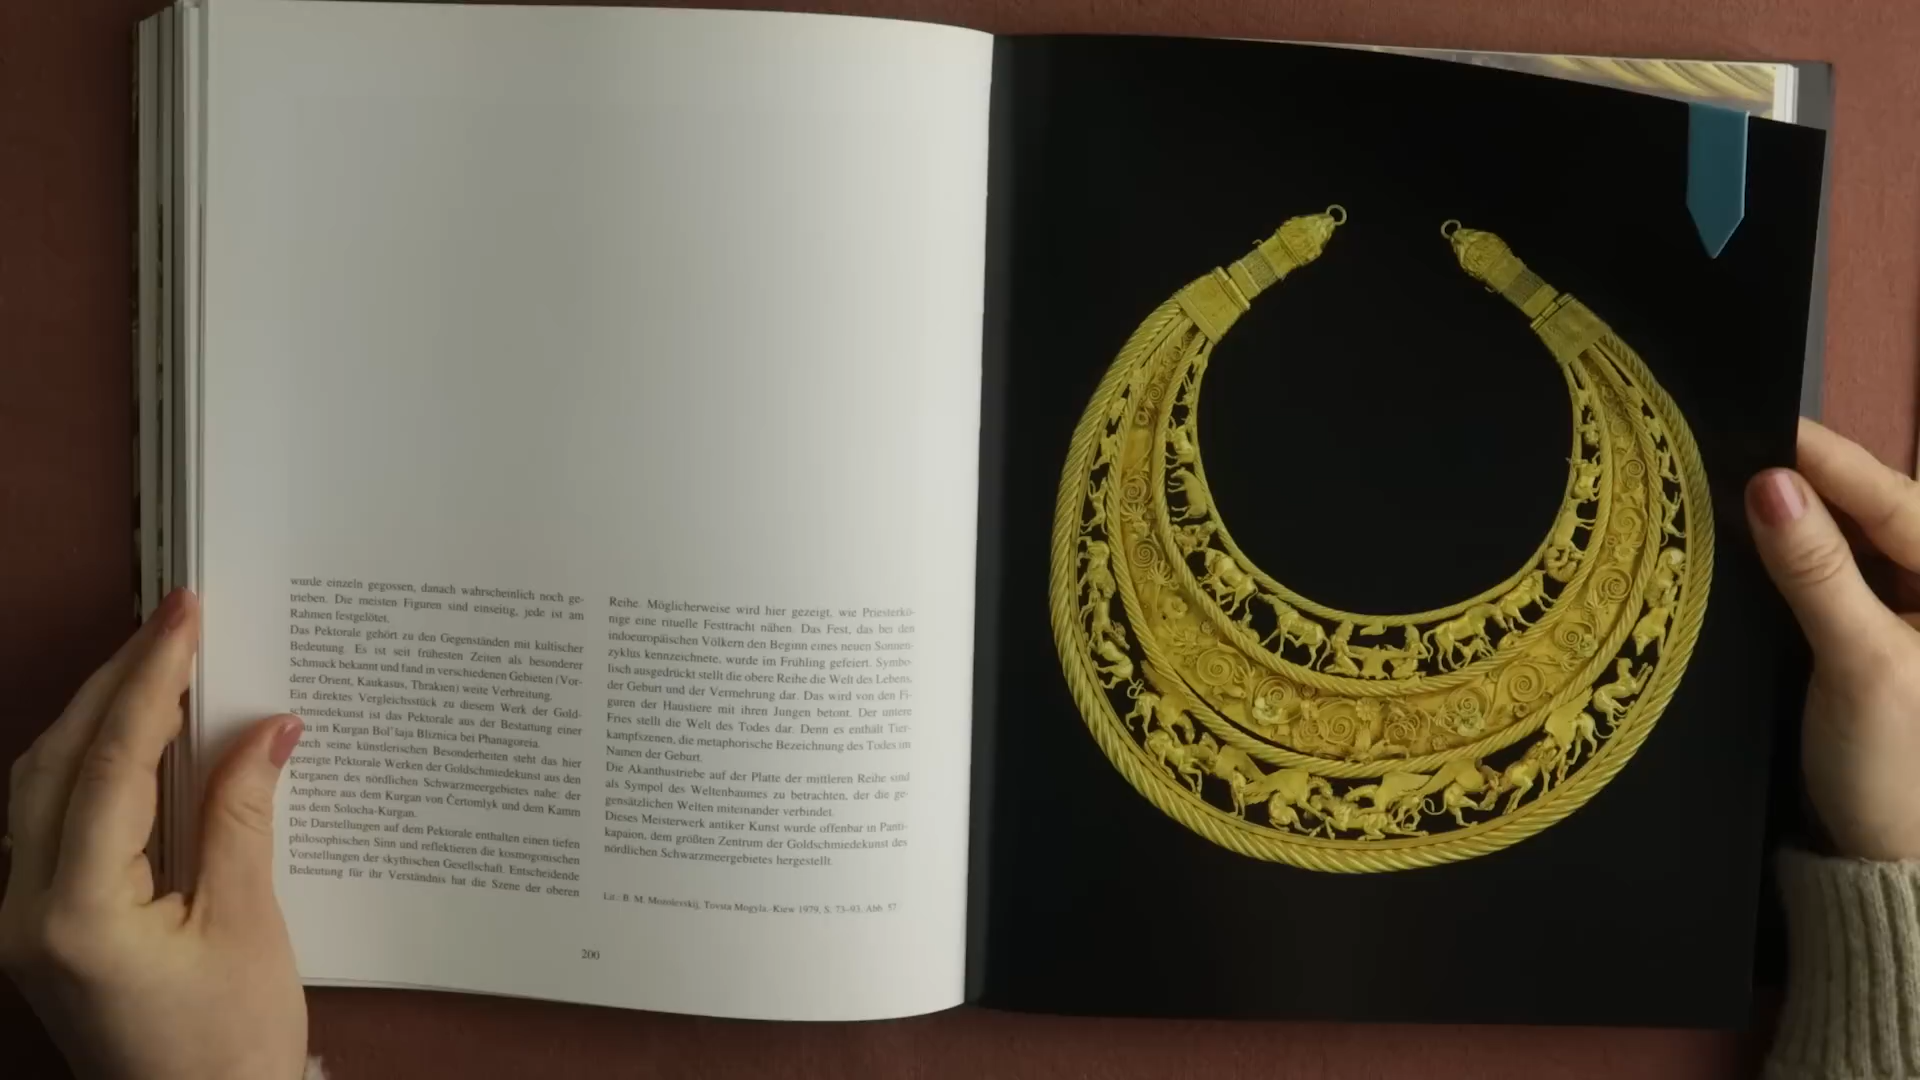 wurde einzeln gegossen, danach wahrscheinlich noch ge-
trieben. Die meisten Figuren sind einseitig, jede ist am
Rahmen festgelötet.
Das Pektorale gehört zu den Gegenständen mit kultischer
Bedeutung. Es ist seit frühesten Zeiten als besonderer
Schmuck bekannt und fand in verschiedenen Gebieten (Vor-
derer Orient, Kaukasus, Thrakien) weite Verbreitung.
Ein direktes Vergleichsstück zu diesem Werk der Gold-
schmiedekunst ist das Pektorale aus der Bestattung einer
im Kurgan Bol'šaja Bliznica bei Phanagoreia.
Durch seine künstlerischen Besonderheiten steht das hier
gezeigte Pektorale Werken der Goldschmiedekunst aus den
Kurganen des nördlichen Schwarzmeergebietes nahe: der
Amphore aus dem Kurgan von Čertomlyk und dem Kamm
aus dem Solocha-Kurgan.
Die Darstellungen auf dem Pektorale enthalten einen tiefen
philosophischen Sinn und reflektieren die kosmogonischen
Vorstellungen der skythischen Gesellschaft. Entscheidende
Bedeutung für ihr Verständnis hat die Szene der oberen
Reihe. Möglicherweise wird hier gezeigt, wie Priesterkö-
nige eine rituelle Festtracht nähen. Das Fest, das bei den
indoeuropäischen Völkern den Beginn eines neuen Sonnen-
zyklus kennzeichnete, wurde im Frühling gefeiert. Symbo-
lisch ausgedrückt stellt die obere Reihe die Welt des Lebens,
der Geburt und der Vermehrung dar. Das wird von den Fi-
guren der Haustiere mit ihren Jungen betont. Der untere
Fries stellt die Welt des Todes dar. Denn es enthält Tier-
kampfszenen, die metaphorische Bezeichnung des Todes im
Namen der Geburt.
Die Akanthustriebe auf der Platte der mittleren Reihe sind
als Sympol des Weltenbaumes zu betrachten, der die ge-
gensätzlichen Welten miteinander verbindet.
Dieses Meisterwerk antiker Kunst wurde offenbar in Panti-
kapaion, dem größten Zentrum der Goldschmiedekunst des
nördlichen Schwarzmeergebietes hergestellt.
Lit.: B. M. Mozolevskij, Tovsta Mogyla.-Kiew 1979, S. 73–93, Abb. 57.
200